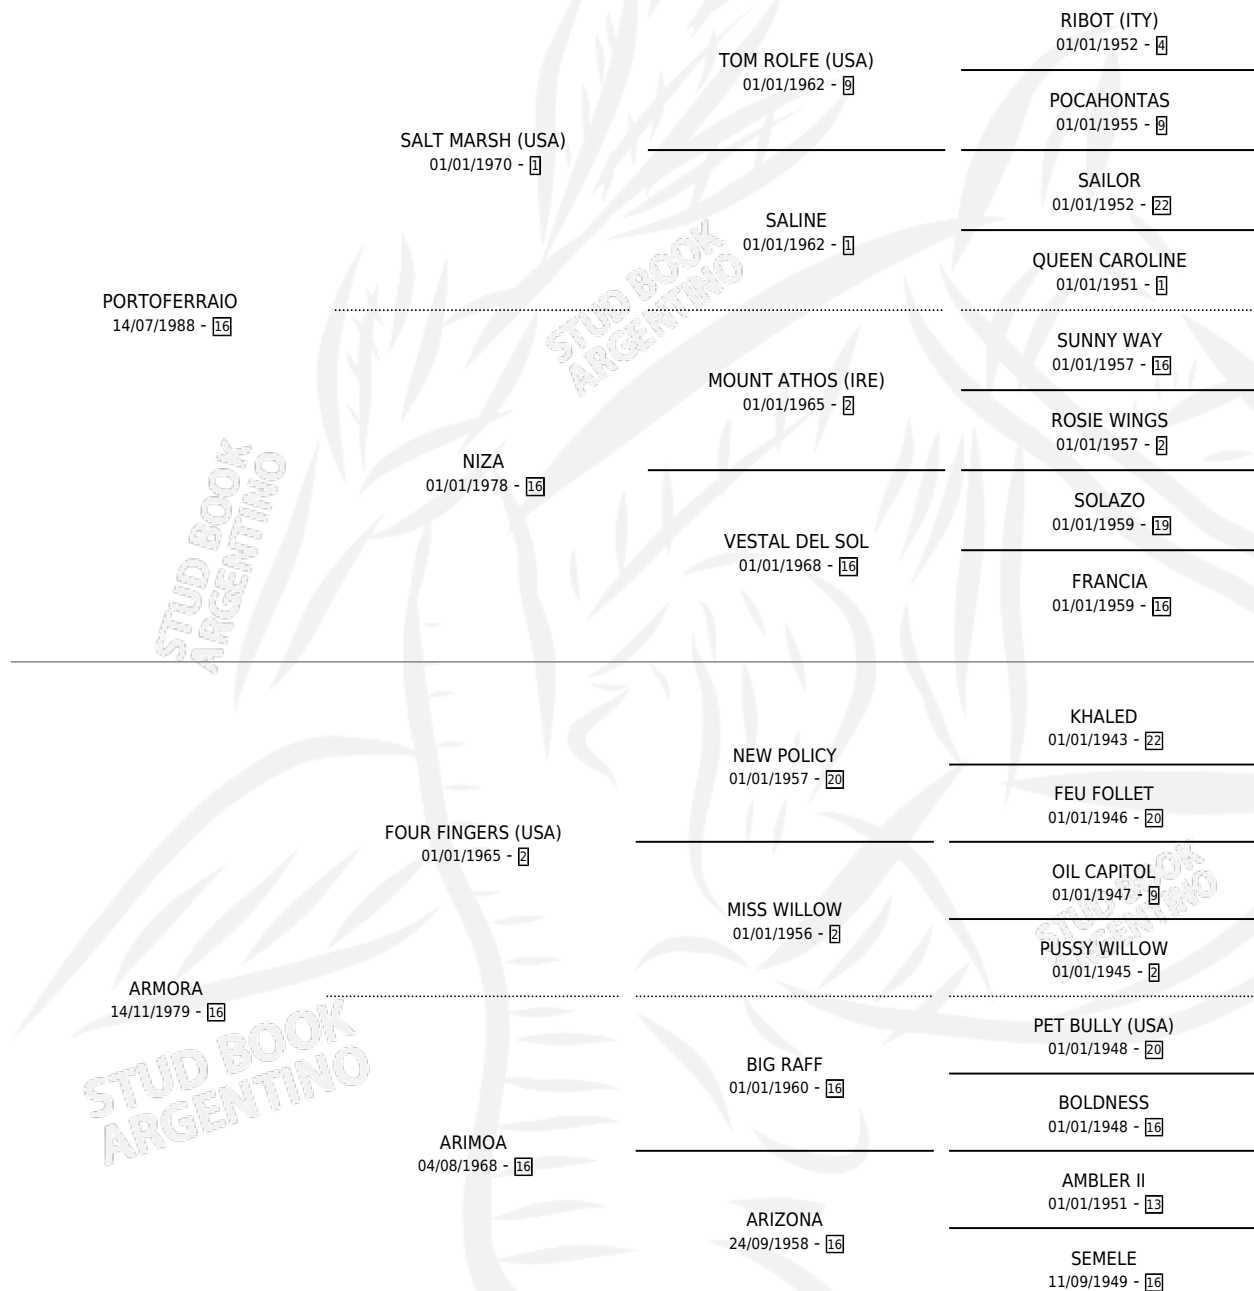 RIBOT (ITY)
01/01/1952 - 4
TOM ROLFE (USA)
01/01/1962 - 9
POCAHONTAS
01/01/1955 - 9
SALT MARSH (USA)
01/01/1970 - 1
SAILOR
01/01/1952 - 22
SALINE
01/01/1962 - 1
QUEEN CAROLINE
01/01/1951 - 1
PORTOFERRAIO
14/07/1988 - 16
STUD BOOK
ARGENTINO
SUNNY WAY
01/01/1957 - 16
MOUNT ATHOS (IRE)
01/01/1965 - 2
ROSIE WINGS
01/01/1957 - 2
NIZA
01/01/1978 - 16
SOLAZO
01/01/1959 - 19
VESTAL DEL SOL
01/01/1968 - 16
FRANCIA
01/01/1959 - 16
STUD BOOK
ARGENTINO
KHALED
01/01/1943 - 22
NEW POLICY
01/01/1957 - 20
FEU FOLLET
01/01/1946 - 20
FOUR FINGERS (USA)
01/01/1965 - 2
OIL CAPITOL
01/01/1947 - 9
STUD BOOK
ARGENTINO
MISS WILLOW
01/01/1956 - 2
PUSSY WILLOW
01/01/1945 - 2
ARMORA
14/11/1979 - 16
STUD BOOK
ARGENTINO
PET BULLY (USA)
01/01/1948 - 20
BIG RAFF
01/01/1960 - 16
BOLDNESS
01/01/1948 - 16
ARIMOA
04/08/1968 - 16
AMBLER II
01/01/1951 - 13
ARIZONA
24/09/1958 - 16
SEMELE
11/09/1949 - 16